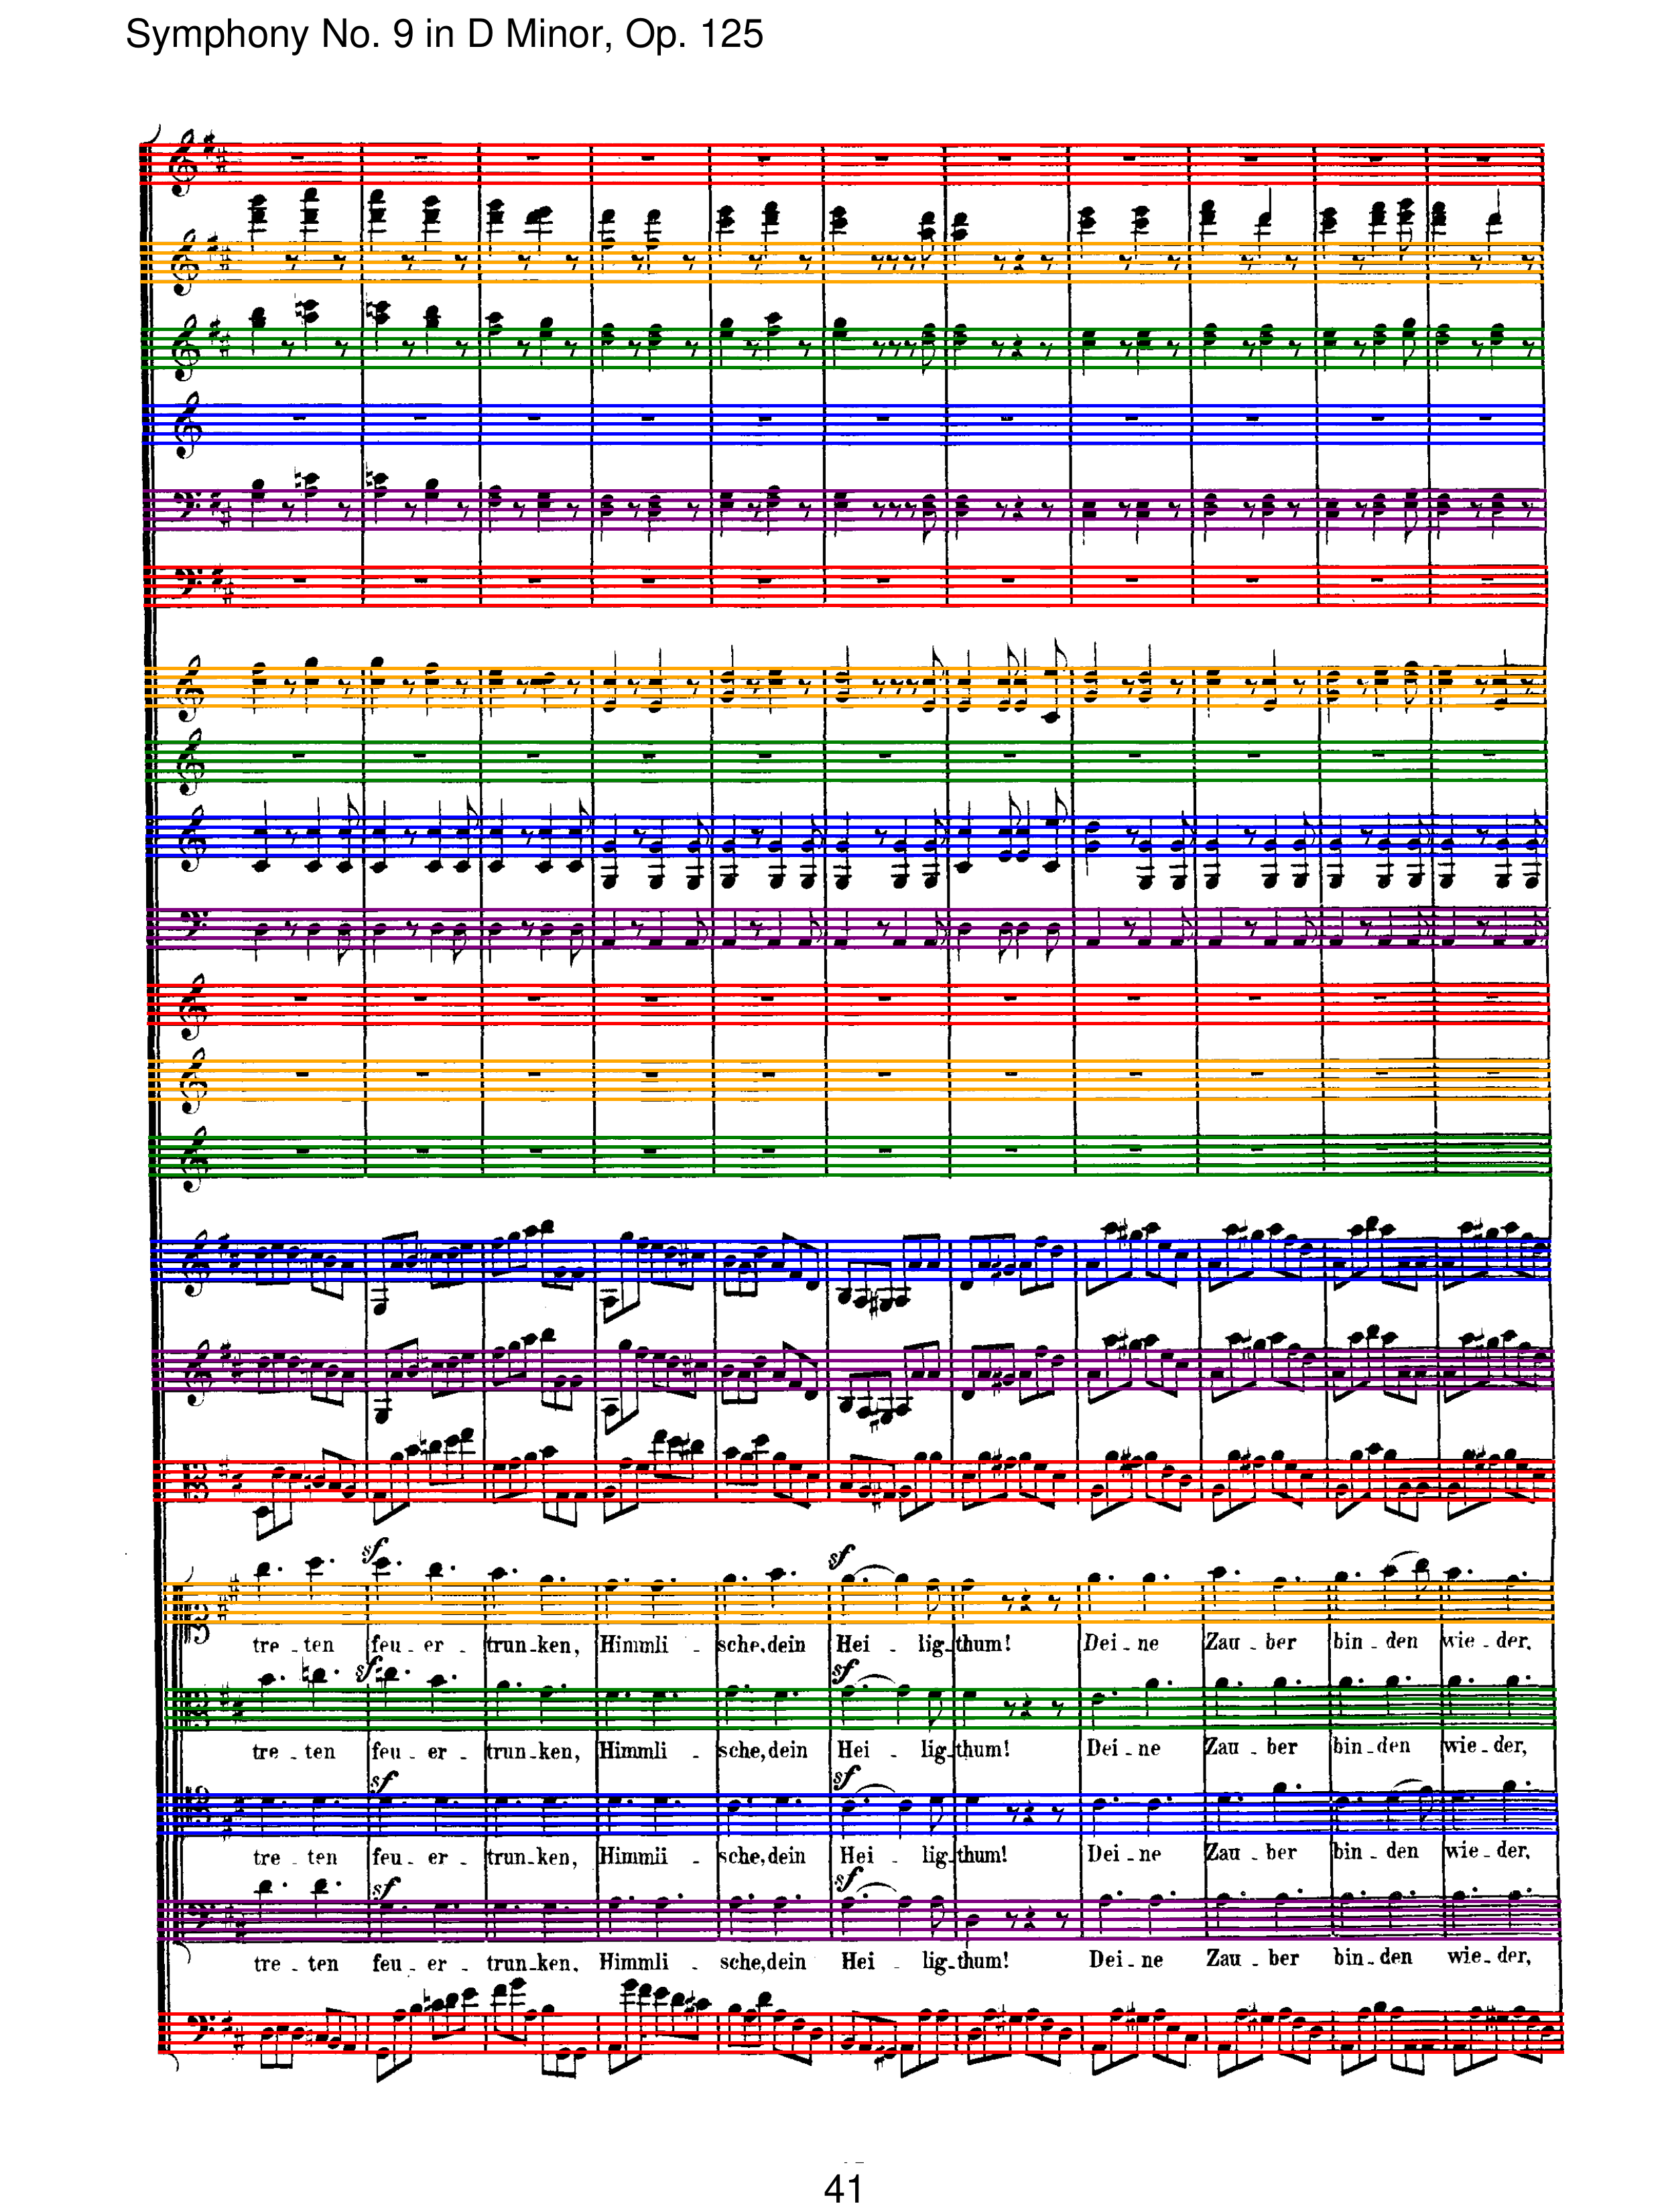 Symphony No. 9 in D Minor, Op. 125
sf sf
tre - ten feu - er - trun - ken, Himmli - sche, dein Hei - lig - thum! Dei - ne Zau - ber bin - den wie - der,
sf sf
tre - ten feu - er - trun - ken, Himmli - sche, dein Hei - lig - thum! Dei - ne Zau - ber bin - den wie - der,
sf sf
tre - ten feu - er - trun - ken, Himmli - sche, dein Hei - lig - thum! Dei - ne Zau - ber bin - den wie - der,
sf sf
tre - ten feu - er - trun - ken, Himmli - sche, dein Hei - lig - thum! Dei - ne Zau - ber bin - den wie - der,
41